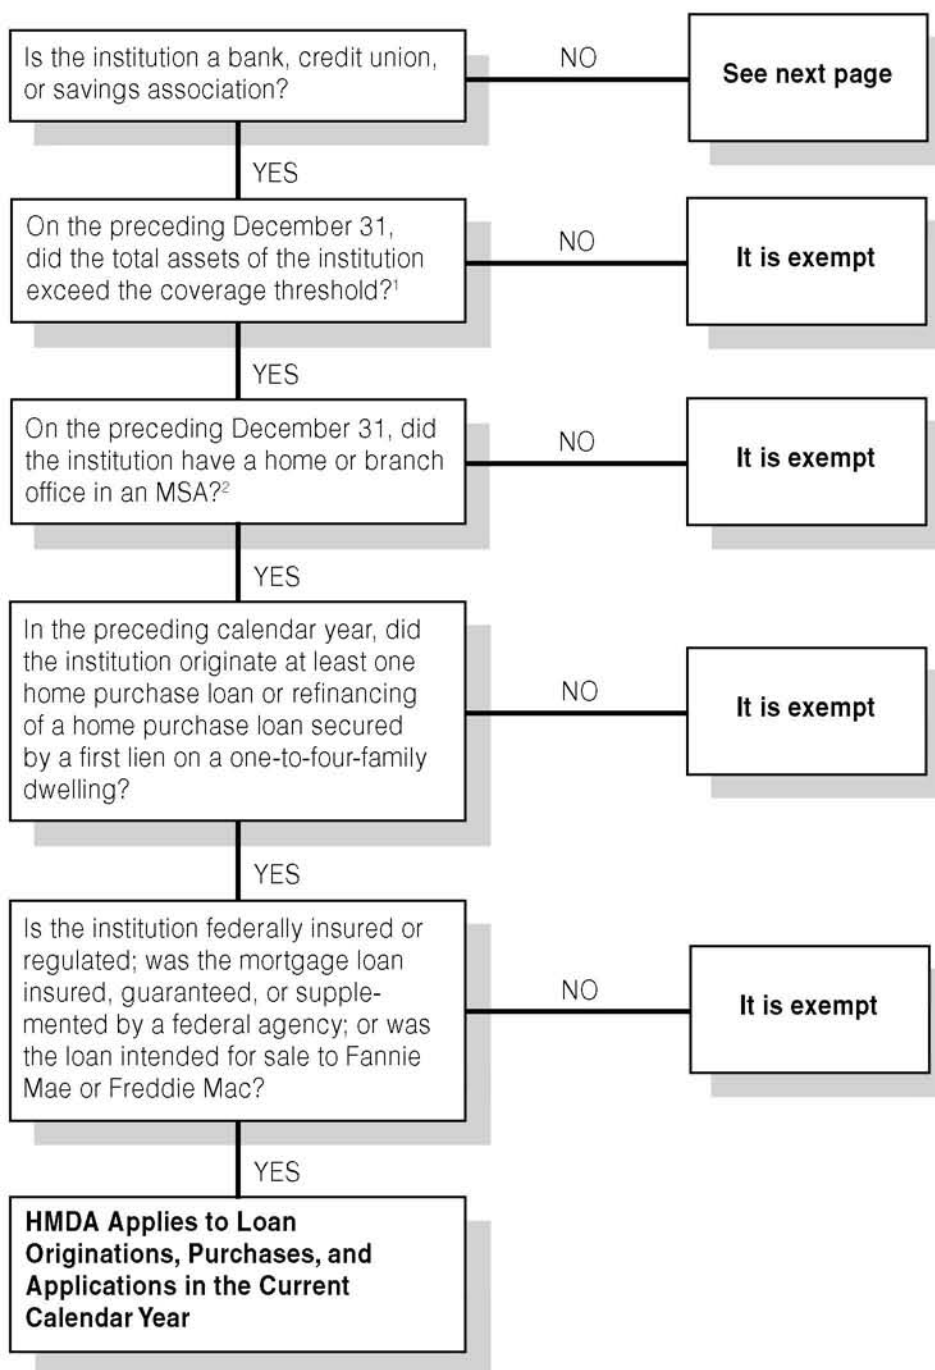 Is the institution a bank, credit union,
or savings association?
NO
See next page
YES
On the preceding December 31,
did the total assets of the institution
exceed the coverage threshold?¹
NO
It is exempt
YES
On the preceding December 31, did
the institution have a home or branch
office in an MSA?²
NO
It is exempt
YES
In the preceding calendar year, did
the institution originate at least one
home purchase loan or refinancing
of a home purchase loan secured
by a first lien on a one-to-four-family
dwelling?
NO
It is exempt
YES
Is the institution federally insured or
regulated; was the mortgage loan
insured, guaranteed, or supple-
mented by a federal agency; or was
the loan intended for sale to Fannie
Mae or Freddie Mac?
NO
It is exempt
YES
HMDA Applies to Loan
Originations, Purchases, and
Applications in the Current
Calendar Year